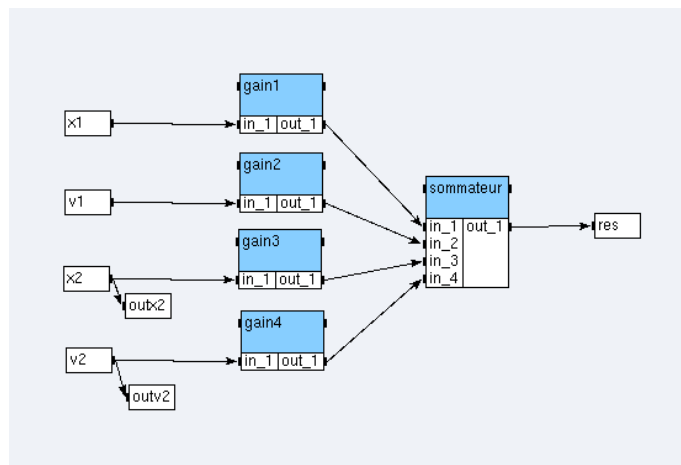 gain1
x1
in_1 out_1
gain2
v1
in_1 out_1
sommateur
in_1 out_1
in_2
in_3
in_4
res
gain3
x2
in_1 out_1
outx2
gain4
v2
in_1 out_1
outv2